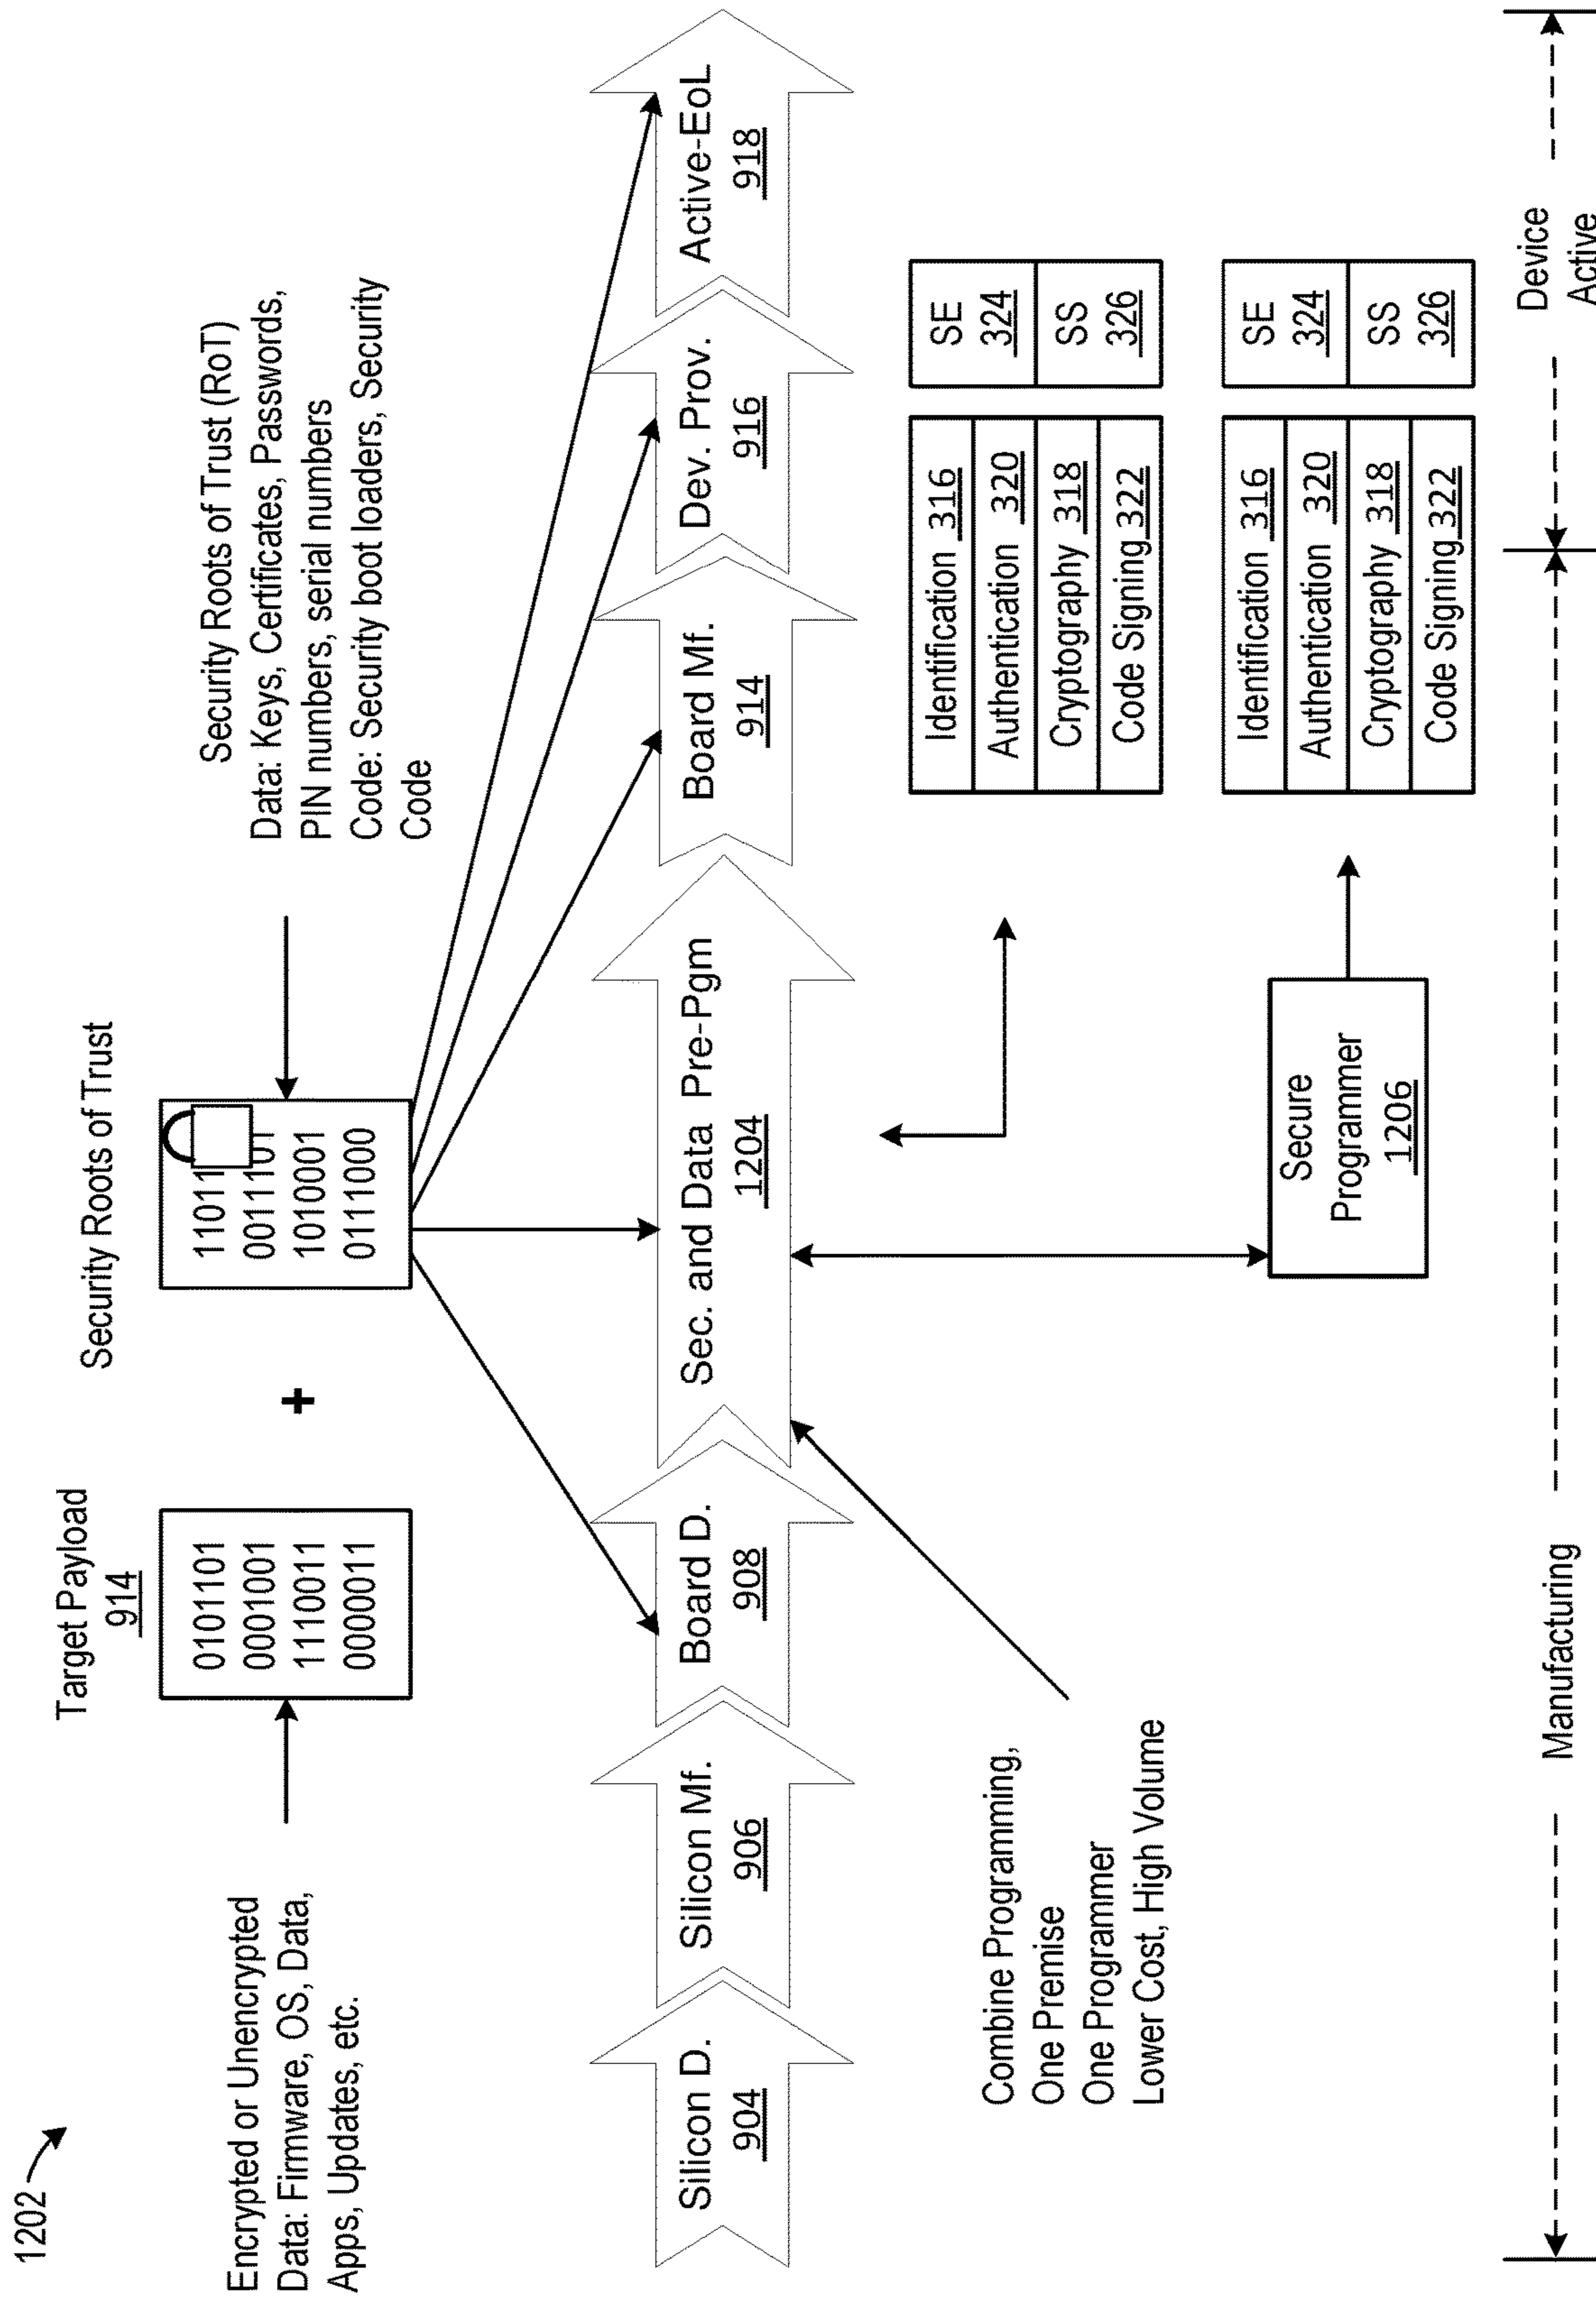 1202
Target Payload
914
Security Roots of Trust
Encrypted or Unencrypted
Data: Firmware, OS, Data,
Apps, Updates, etc.
0101101
0001001
1110011
0000011
+
11011
0011101
1010001
0111000
Security Roots of Trust (RoT)
Data: Keys, Certificates, Passwords,
PIN numbers, serial numbers
Code: Security boot loaders, Security
Code
Silicon D.
904
Silicon Mf.
906
Board D.
908
Sec. and Data Pre-Pgm
1204
Board Mf.
914
Dev. Prov.
916
Active-EoL
918
Combine Programming,
One Premise
One Programmer
Lower Cost, High Volume
Identification 316
Authentication 320
Cryptography 318
Code Signing 322
SE
324
SS
326
Secure
Programmer
1206
Identification 316
Authentication 320
Cryptography 318
Code Signing 322
SE
324
SS
326
Manufacturing
Device
Active